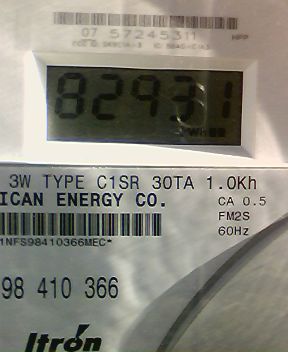 07 57245311
82931
3W TYPE C1SR 30TA 1.0Kh
ICAN ENERGY CO.
CA 0.5
FM2S
60Hz
1NFS98410366MEC*
98 410 366
Itron